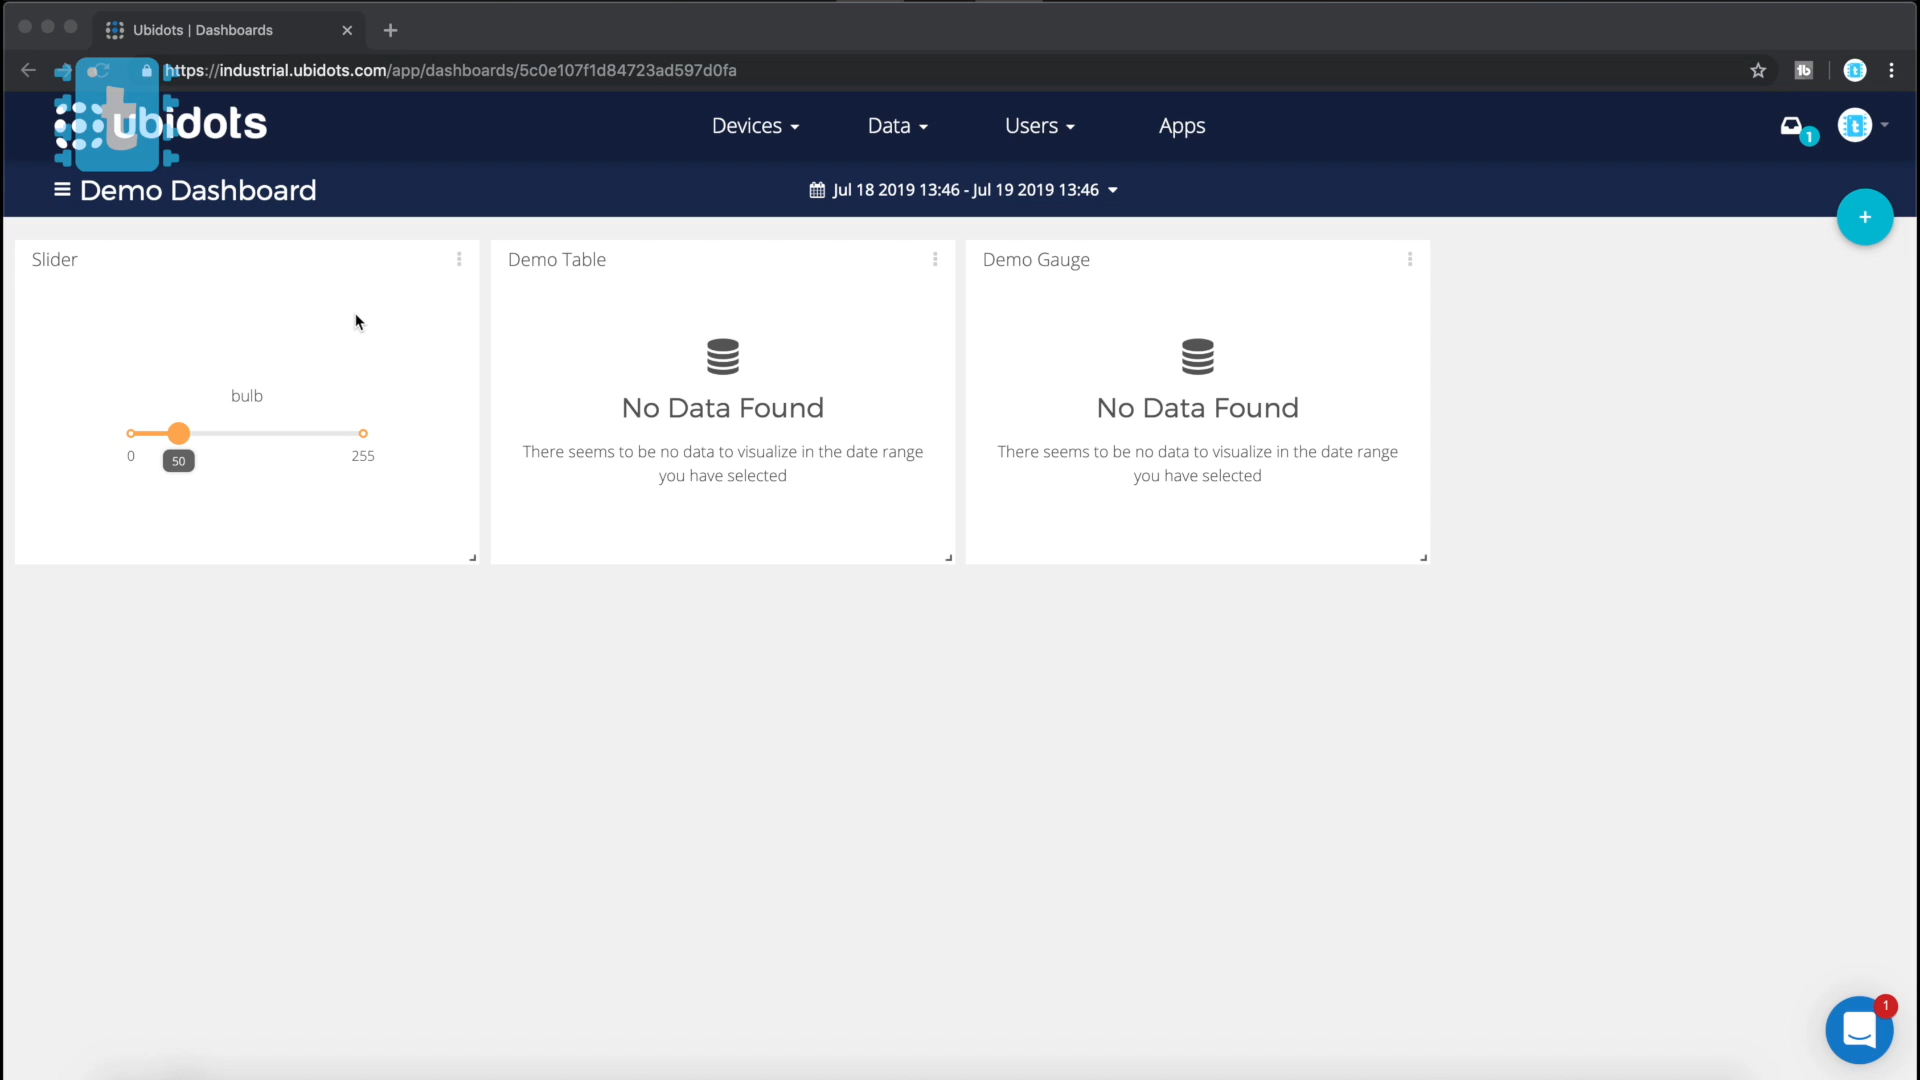 Ubidots | Dashboards
https://industrial.ubidots.com/app/dashboards/5c0e107f1d84723ad597d0fa
tb
t
ubidots
t
Devices
Data
Users
Apps
1
t
Demo Dashboard
Jul 18 2019 13:46 - Jul 19 2019 13:46
+
Slider
Demo Table
Demo Gauge
bulb
0
50
255
No Data Found
There seems to be no data to visualize in the date range
you have selected
No Data Found
There seems to be no data to visualize in the date range
you have selected
1